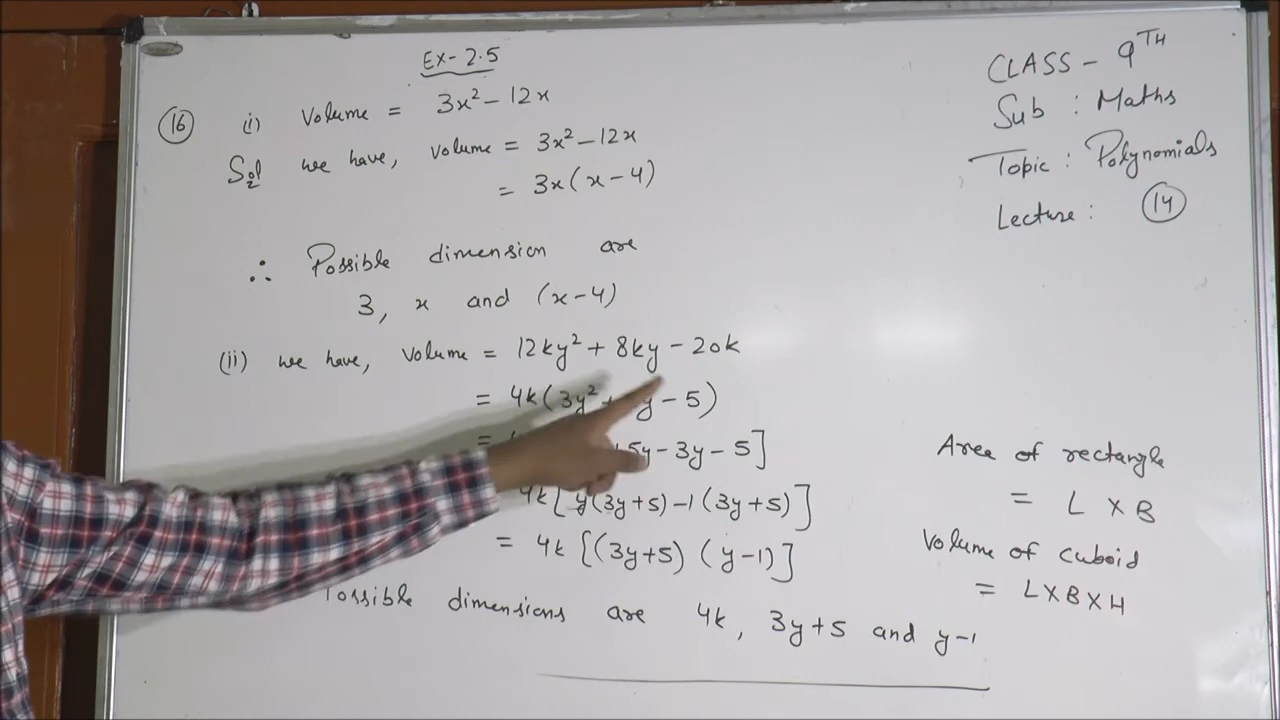 Ex- 2.5
16 (i) Volume = 3x² - 12x
Sol we have, volume = 3x² - 12x
= 3x(x-4)
∴ Possible dimension are
3, x and (x-4)
(ii) we have, volume = 12ky² + 8ky - 20k
= 4k(3y² + y - 5)
= +5y - 3y - 5]
4k[y(3y+5) - 1(3y+5)]
= 4k[(3y+5) (y-1)]
Possible dimensions are 4k, 3y+5 and y-1
CLASS - 9TH
Sub : Maths
Topic : Polynomials
Lecture : 14
Area of rectangle
= L × B
Volume of cuboid
= L×B×H